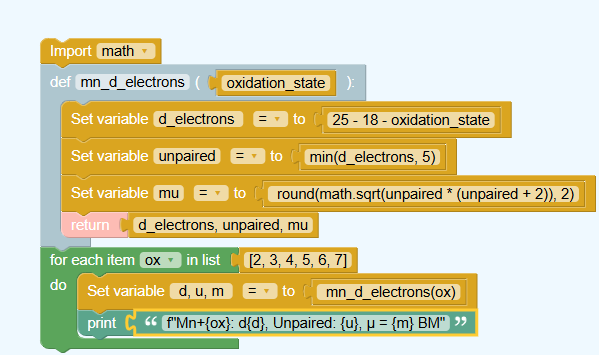 Import math
def mn_d_electrons ( oxidation_state ):
Set variable d_electrons = to 25 - 18 - oxidation_state
Set variable unpaired = to min(d_electrons, 5)
Set variable mu = to round(math.sqrt(unpaired * (unpaired + 2)), 2)
return d_electrons, unpaired, mu
for each item ox in list [2, 3, 4, 5, 6, 7]
do Set variable d, u, m = to mn_d_electrons(ox)
print “ f"Mn+{ox}: d{d}, Unpaired: {u}, μ = {m} BM" ”